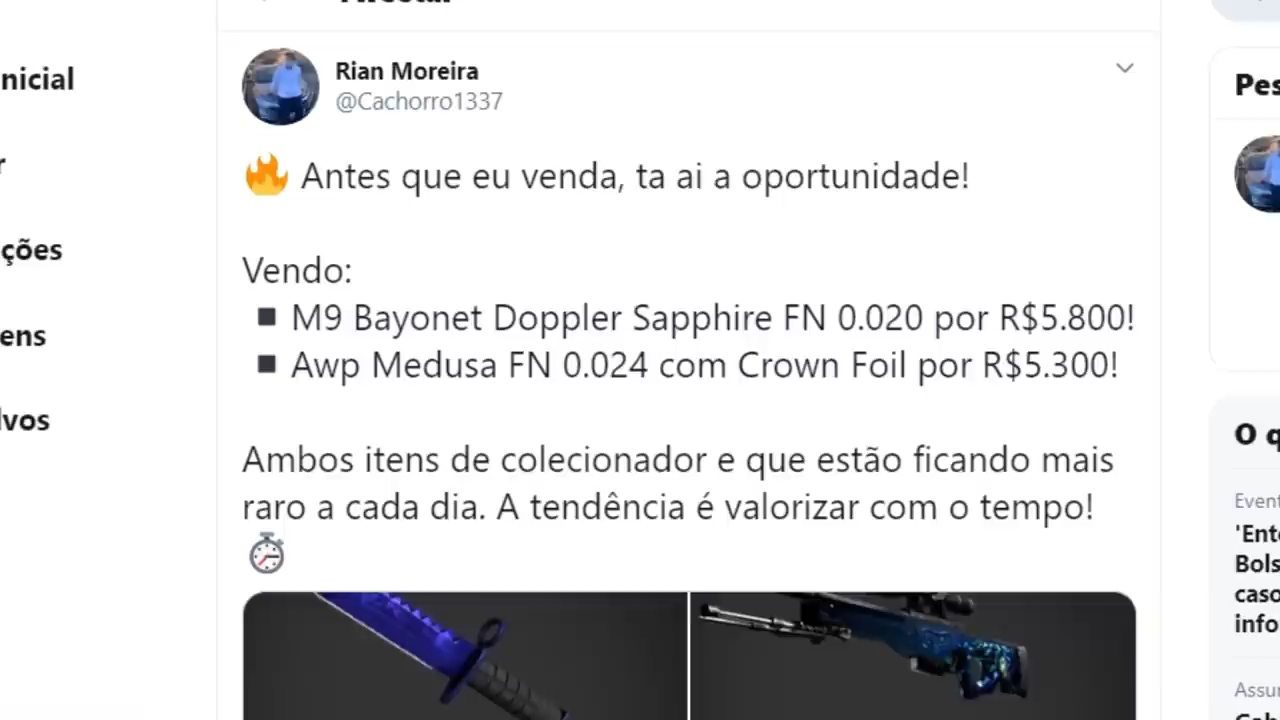 nicial
r
ções
ens
lvos
Rian Moreira
@Cachorro1337
🔥 Antes que eu venda, ta ai a oportunidade!
Vendo:
◾ M9 Bayonet Doppler Sapphire FN 0.020 por R$5.800!
◾ Awp Medusa FN 0.024 com Crown Foil por R$5.300!
Ambos itens de colecionador e que estão ficando mais
raro a cada dia. A tendência é valorizar com o tempo!
⏱
Pes
O q
Event
'Ente
Bols
caso
info
Assun